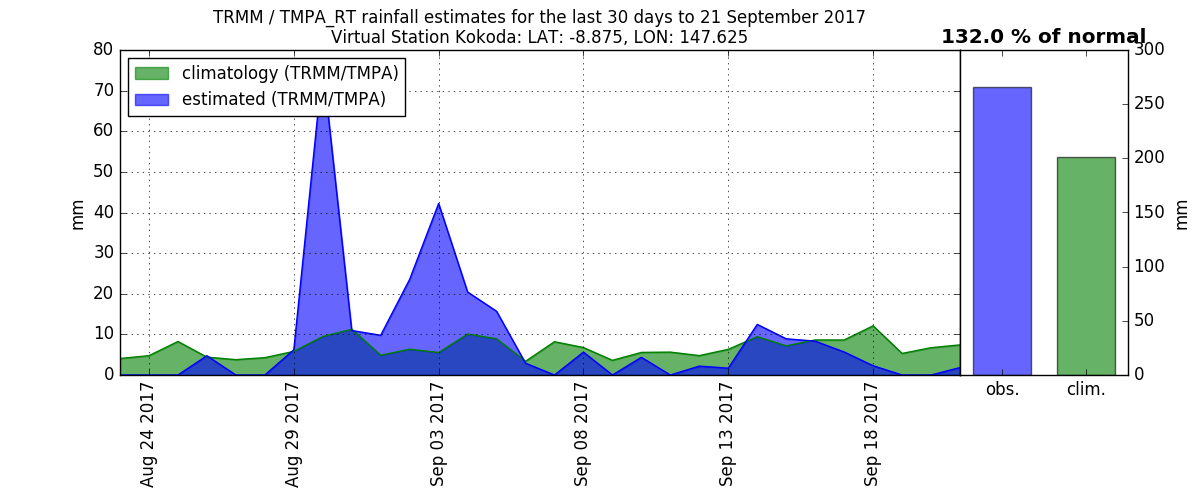 TRMM / TMPA_RT rainfall estimates for the last 30 days to 21 September 2017
Virtual Station Kokoda: LAT: -8.875, LON: 147.625
132.0 % of normal
climatology (TRMM/TMPA)
estimated (TRMM/TMPA)
mm
80
70
60
50
40
30
20
10
0
Aug 24 2017
Aug 29 2017
Sep 03 2017
Sep 08 2017
Sep 13 2017
Sep 18 2017
obs.
clim.
300
250
200
150
100
50
0
mm